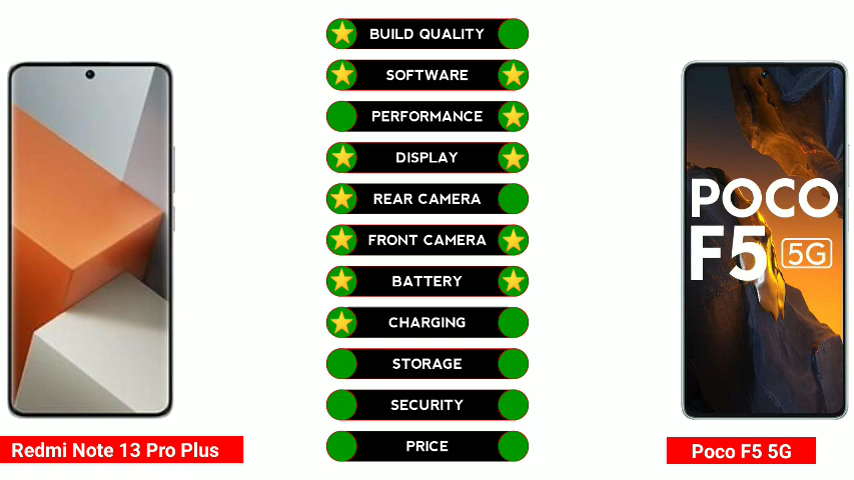 BUILD QUALITY
SOFTWARE
PERFORMANCE
DISPLAY
REAR CAMERA
FRONT CAMERA
BATTERY
CHARGING
STORAGE
SECURITY
PRICE
POCO
F5 5G
Redmi Note 13 Pro Plus
Poco F5 5G